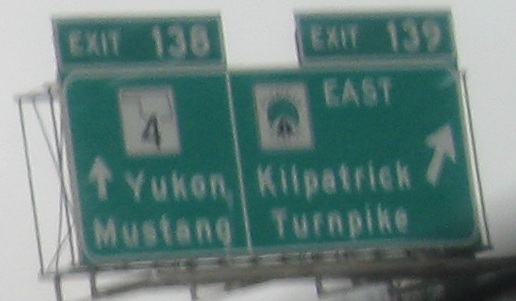 EXIT 138
4
Yukon
Mustang
EXIT 139
EAST
Kilpatrick
Turnpike